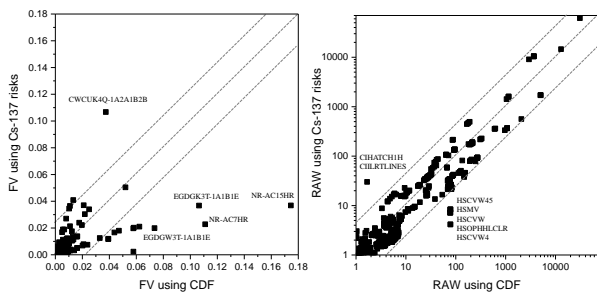 0.18
0.16
0.14
0.12
0.10
0.08
0.06
0.04
0.02
0.00
FV using Cs-137 risks
CWCUK4Q-1A2A1B2B
EDGDGK3T-1A1B1E
NR-AC15HR
NR-AC7HR
EGDGW3T-1A1B1E
0.00 0.02 0.04 0.06 0.08 0.10 0.12 0.14 0.16 0.18
FV using CDF
10000
1000
100
10
1
RAW using Cs-137 risks
CIHATCH1H
CIILRTLINES
HSCVW45
HSMV
HSCVW
HSOPHHLCLR
HSCVW4
1 10 100 1000 10000
RAW using CDF